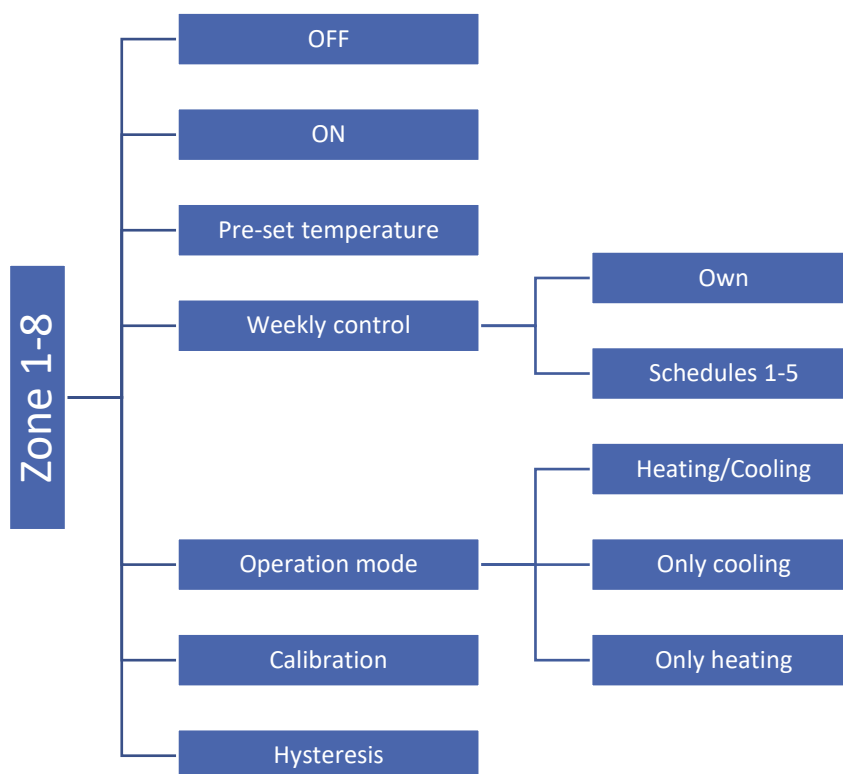 Zone 1-8
OFF
ON
Pre-set temperature
Weekly control
Own
Schedules 1-5
Operation mode
Heating/Cooling
Only cooling
Only heating
Calibration
Hysteresis